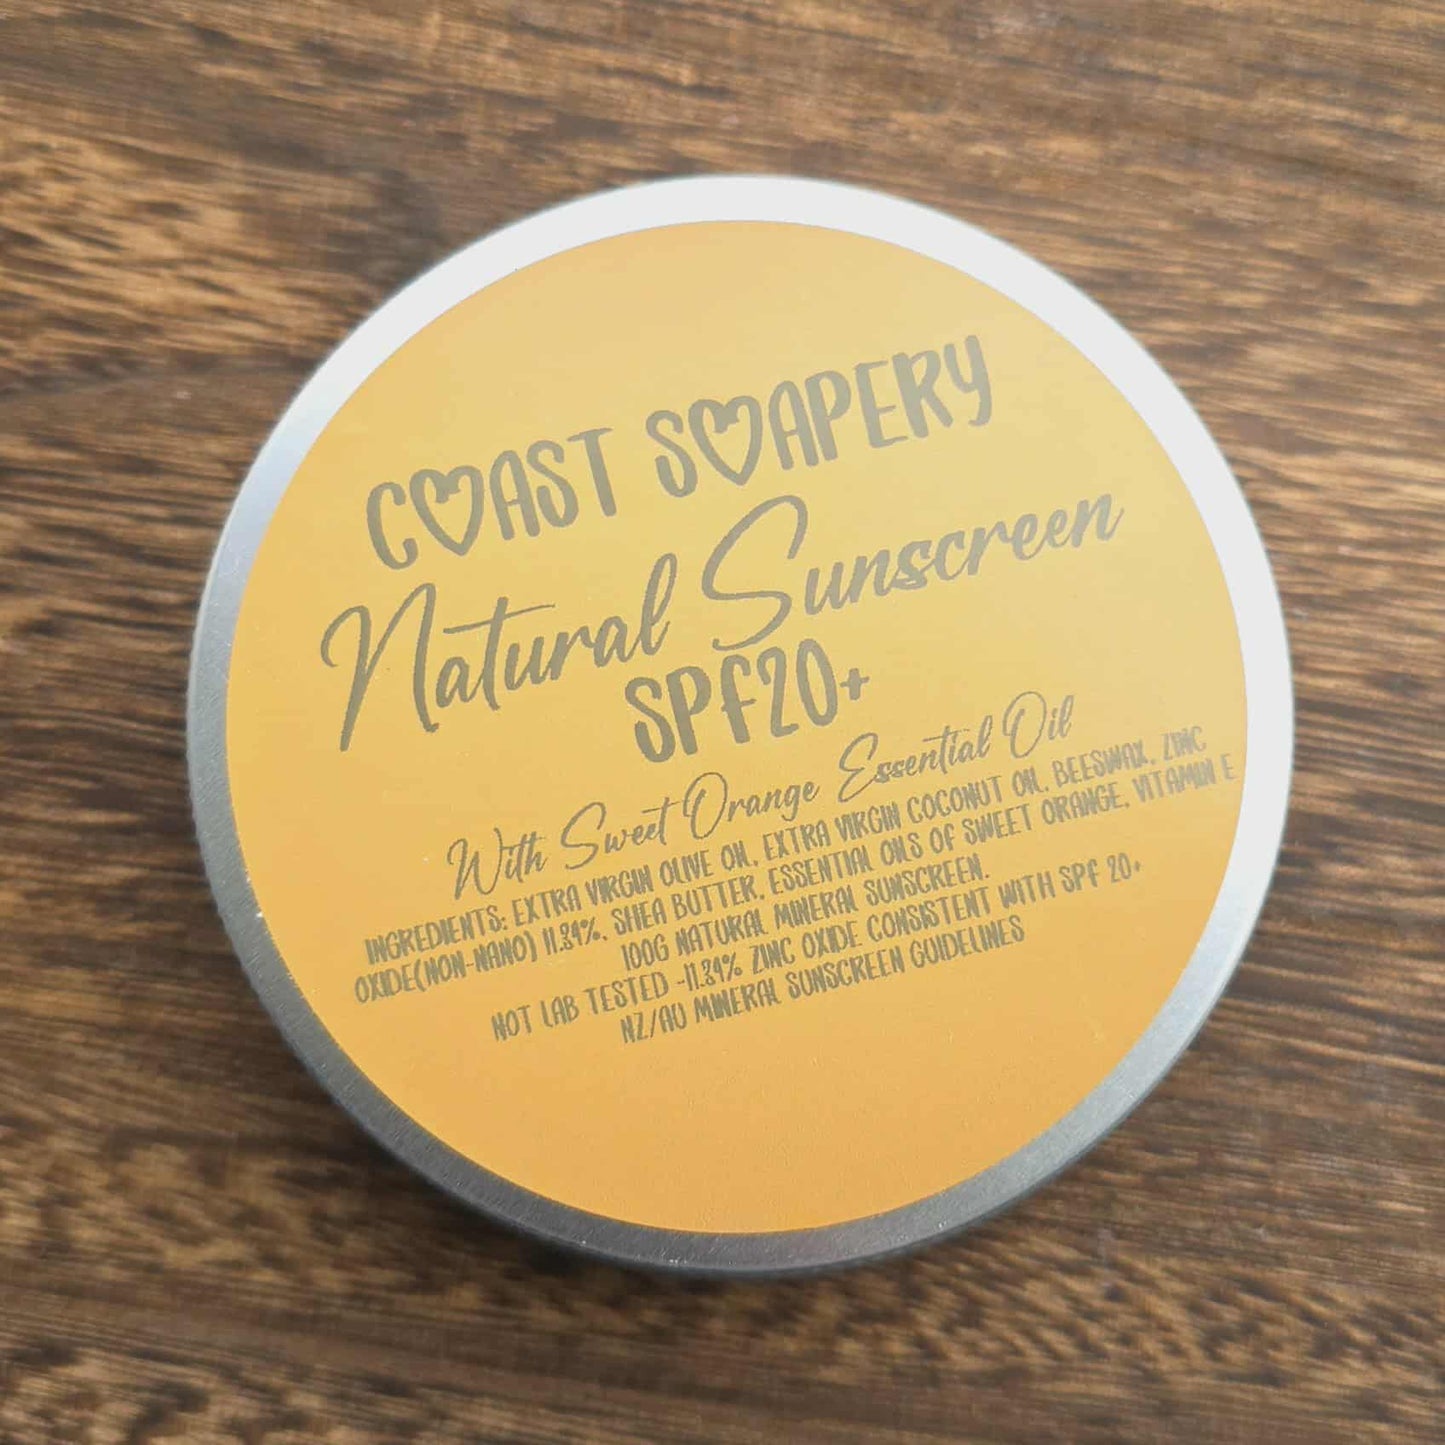 COAST SOAPERY
Natural Sunscreen
SPF20+
With Sweet Orange Essential Oil
INGREDIENTS: EXTRA VIRGIN OLIVE OIL, EXTRA VIRGIN COCONUT OIL, BEESWAX, ZINC
OXIDE(NON-NANO) 11.84%, SHEA BUTTER, ESSENTIAL OILS OF SWEET ORANGE, VITAMIN E
100G NATURAL MINERAL SUNSCREEN.
NOT LAB TESTED -11.84% ZINC OXIDE CONSISTENT WITH SPF 20+
NZ/AU MINERAL SUNSCREEN GUIDELINES